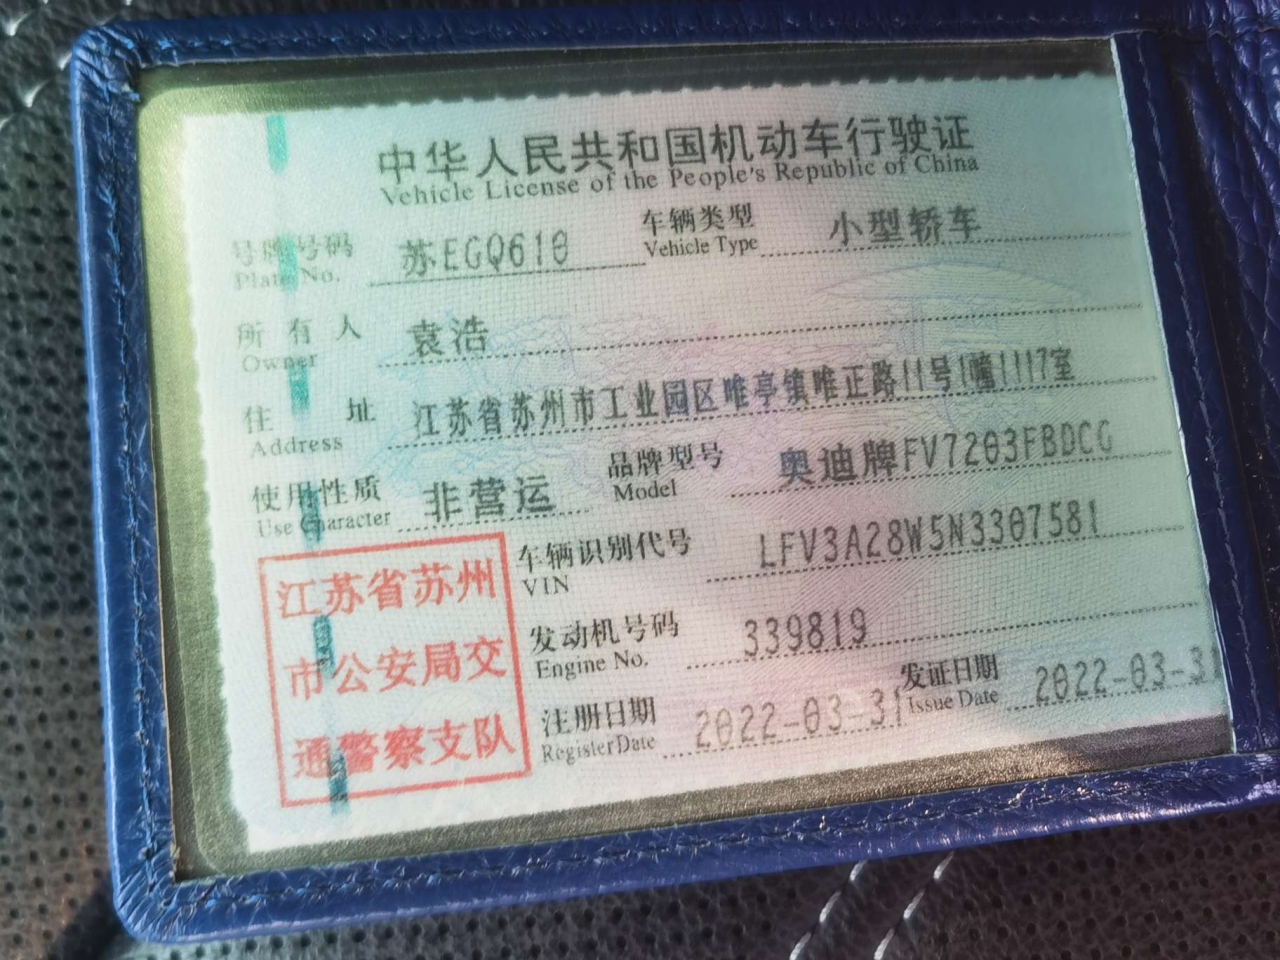 中华人民共和国机动车行驶证
Vehicle License of the People's Republic of China
号牌号码 苏EGQ610 车辆类型 小型轿车
Plate No. Vehicle Type
所有人 袁浩
Owner
住址 江苏省苏州市工业园区唯亭镇唯正路11号1幢1117室
Address
使用性质 非营运 品牌型号 奥迪牌FV7203FBDCG
Use Character Model
车辆识别代号 LFV3A28W5N3307581
VIN
发动机号码 339819
Engine No.
注册日期 2022-03-31 发证日期 2022-03-31
Register Date Issue Date
江苏省苏州
市公安局交
通警察支队